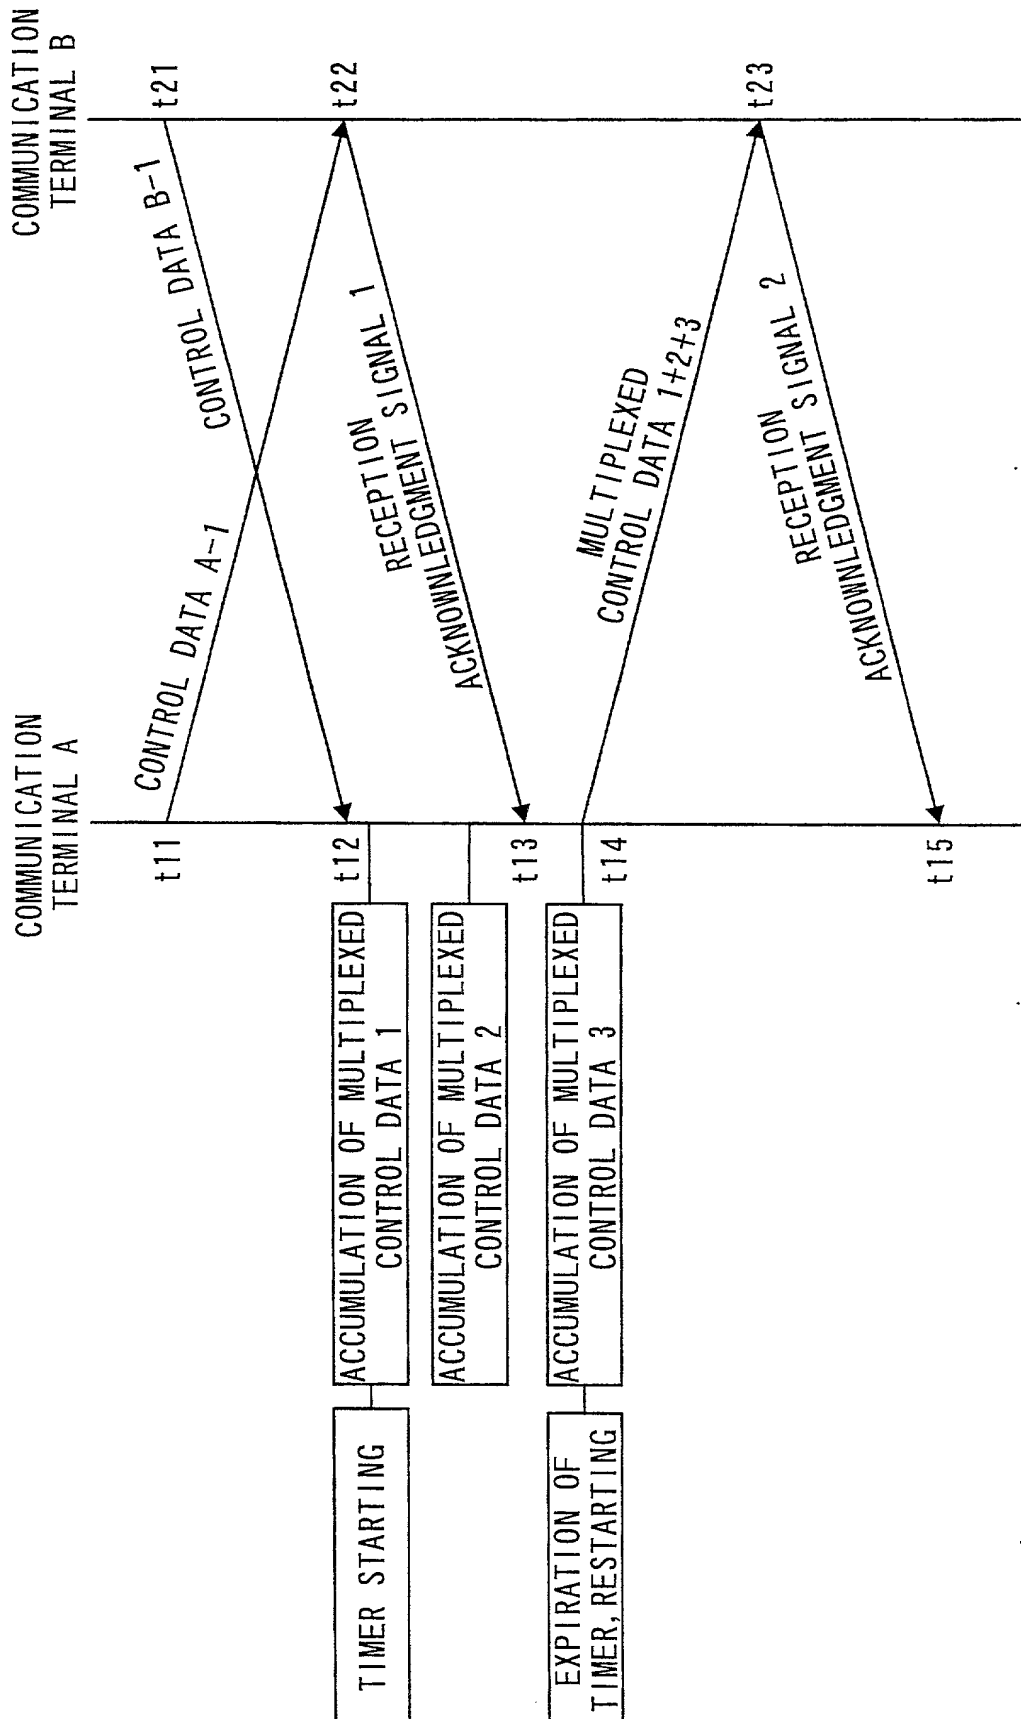 COMMUNICATION
TERMINAL A
COMMUNICATION
TERMINAL B
t11
t21
CONTROL DATA A-1
CONTROL DATA B-1
t12
t22
TIMER STARTING
ACCUMULATION OF MULTIPLEXED
CONTROL DATA 1
RECEPTION
ACKNOWNLEDGMENT SIGNAL 1
ACCUMULATION OF MULTIPLEXED
CONTROL DATA 2
t13
EXPIRATION OF
TIMER,RESTARTING
ACCUMULATION OF MULTIPLEXED
CONTROL DATA 3
t14
MULTIPLEXED
CONTROL DATA 1+2+3
t23
RECEPTION
ACKNOWNLEDGMENT SIGNAL 2
t15